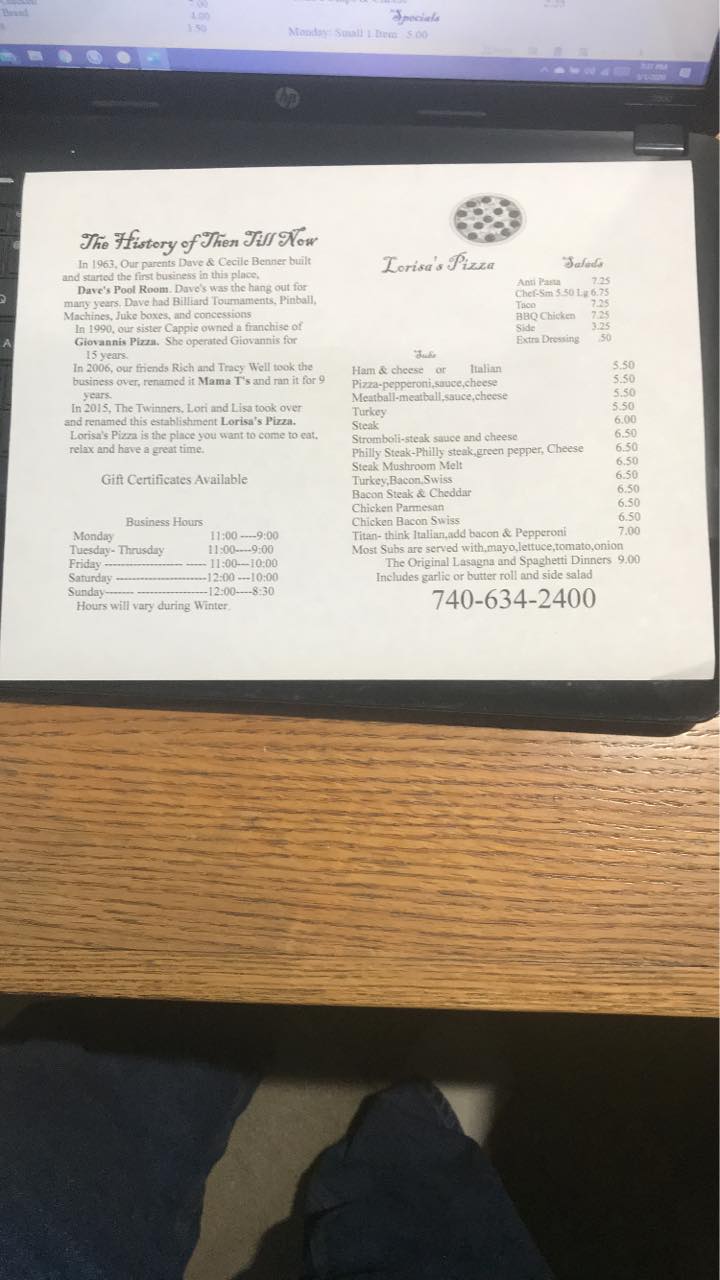 Bread
4.00
3.50
Specials
Monday: Small 1 Item 5.00
hp
The History of Then Till Now
In 1963, Our parents Dave & Cecile Benner built
and started the first business in this place,
Dave's Pool Room. Dave's was the hang out for
many years. Dave had Billiard Tournaments, Pinball,
Machines, Juke boxes, and concessions
In 1990, our sister Cappie owned a franchise of
Giovannis Pizza. She operated Giovannis for
15 years.
In 2006, our friends Rich and Tracy Well took the
business over, renamed it Mama T's and ran it for 9
years.
In 2015, The Twinners, Lori and Lisa took over
and renamed this establishment Lorisa's Pizza.
Lorisa's Pizza is the place you want to come to eat,
relax and have a great time.
Gift Certificates Available
Business Hours
Monday 11:00 ----9:00
Tuesday- Thrusday 11:00----9:00
Friday ---------------------- ----- 11:00---10:00
Saturday -------------------12:00 ---10:00
Sunday------ ----------------12:00----8:30
Hours will vary during Winter
Lorisa's Pizza
Salads
Anti Pasta 7.25
Chef-Sm 5.50 Lg 6.75
Taco 7.25
BBQ Chicken 7.25
Side 3.25
Extra Dressing .50
Subs
Ham & cheese or Italian 5.50
Pizza-pepperoni,sauce,cheese 5.50
Meatball-meatball,sauce,cheese 5.50
Turkey 5.50
Steak 6.00
Stromboli-steak sauce and cheese 6.50
Philly Steak-Philly steak,green pepper, Cheese 6.50
Steak Mushroom Melt 6.50
Turkey,Bacon,Swiss 6.50
Bacon Steak & Cheddar 6.50
Chicken Parmesan 6.50
Chicken Bacon Swiss 6.50
Titan- think Italian,add bacon & Pepperoni 7.00
Most Subs are served with,mayo,lettuce,tomato,onion
The Original Lasagna and Spaghetti Dinners 9.00
Includes garlic or butter roll and side salad
740-634-2400